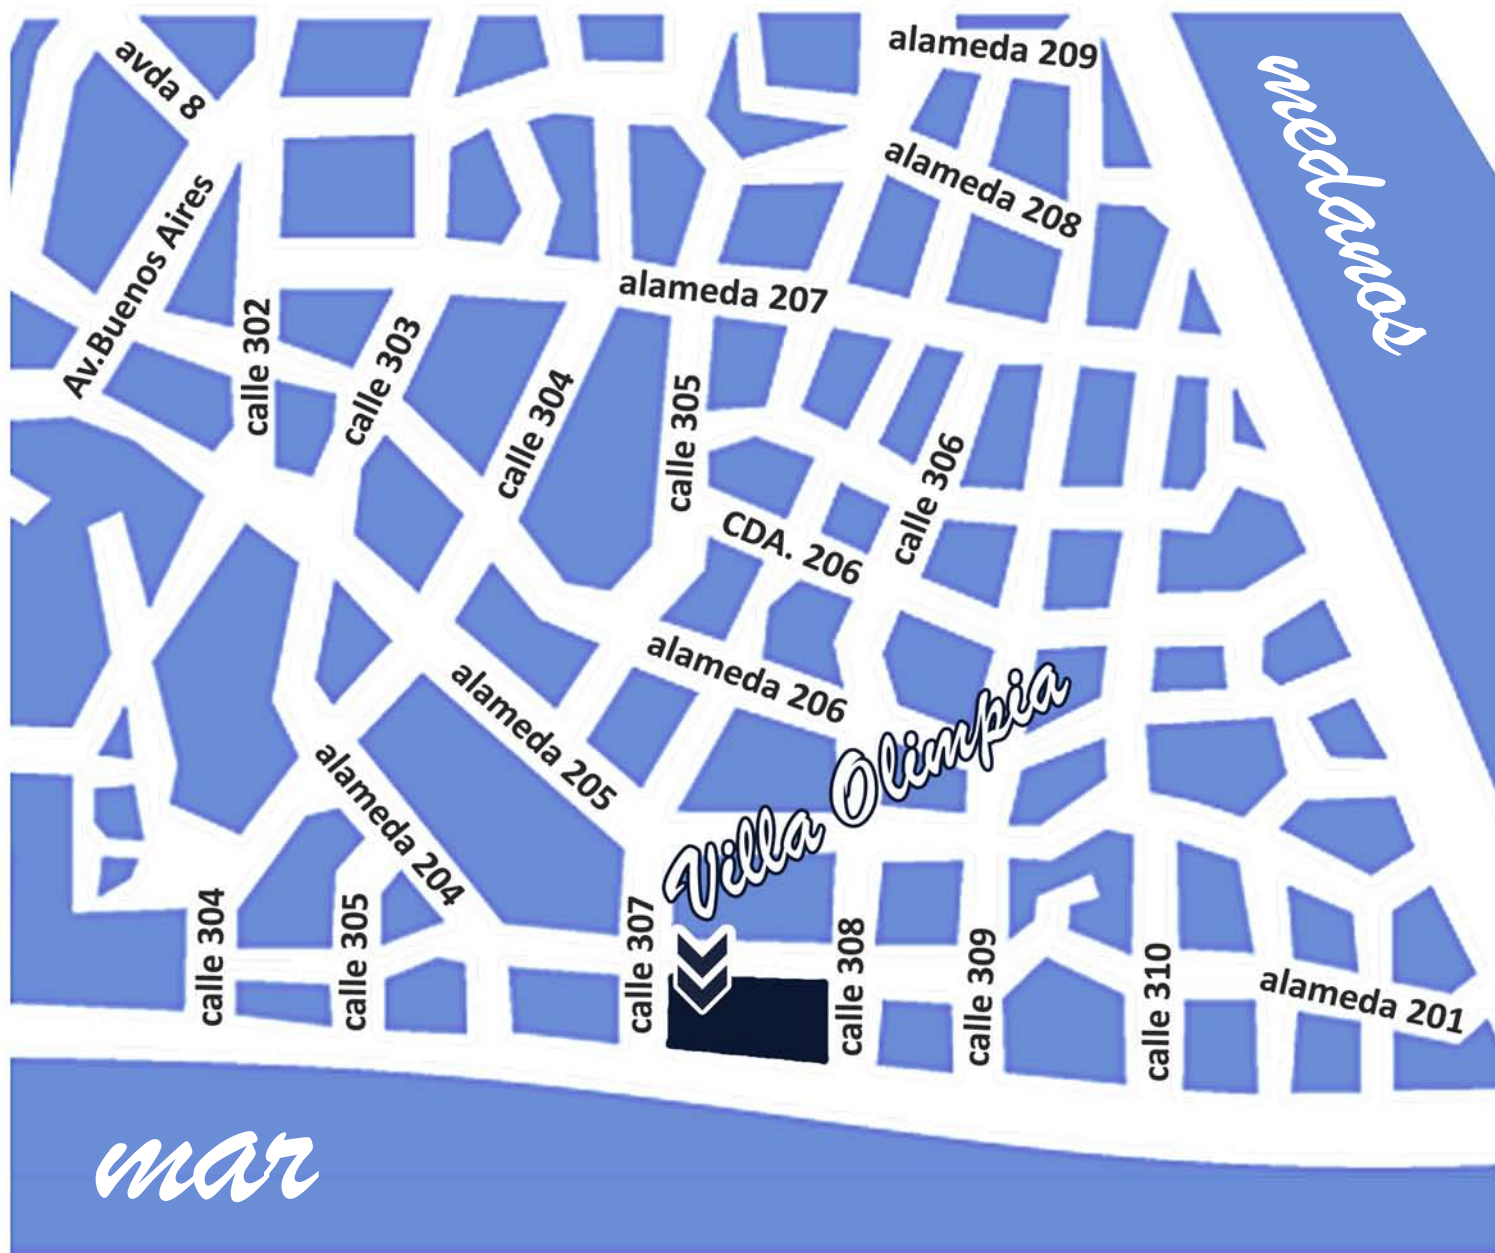 alameda 209
avda 8
medanos
alameda 208
Av.Buenos Aires
alameda 207
calle 302
calle 303
calle 304
calle 305
calle 306
CDA. 206
alameda 206
alameda 205
Villa Olimpia
alameda 204
calle 304
calle 305
calle 307
calle 308
calle 309
calle 310
alameda 201
mar